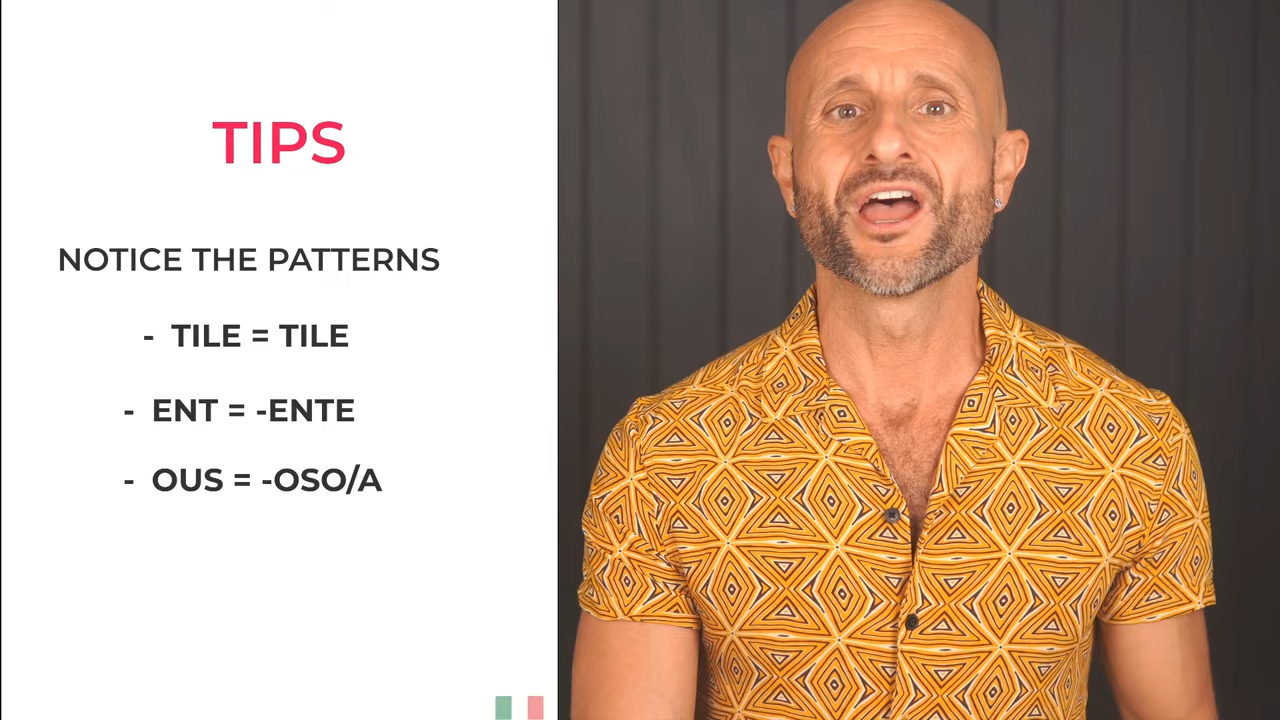 TIPS
NOTICE THE PATTERNS
- TILE = TILE
- ENT = -ENTE
- OUS = -OSO/A